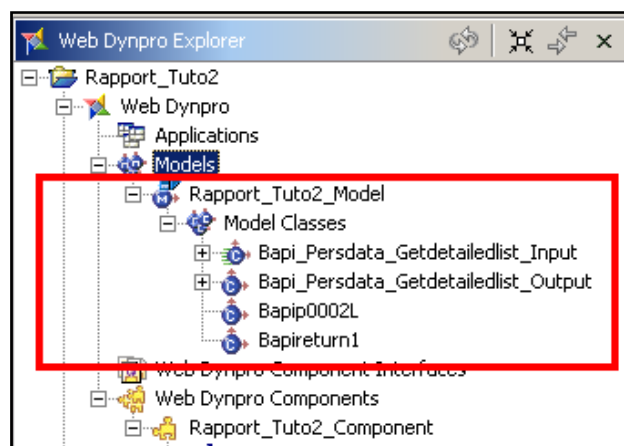 Web Dynpro Explorer
Rapport_Tuto2
Web Dynpro
Applications
Models
Rapport_Tuto2_Model
Model Classes
Bapi_Persdata_Getdetailedlist_Input
Bapi_Persdata_Getdetailedlist_Output
Bapip0002L
Bapireturn1
Web Dynpro Component Interfaces
Web Dynpro Components
Rapport_Tuto2_Component